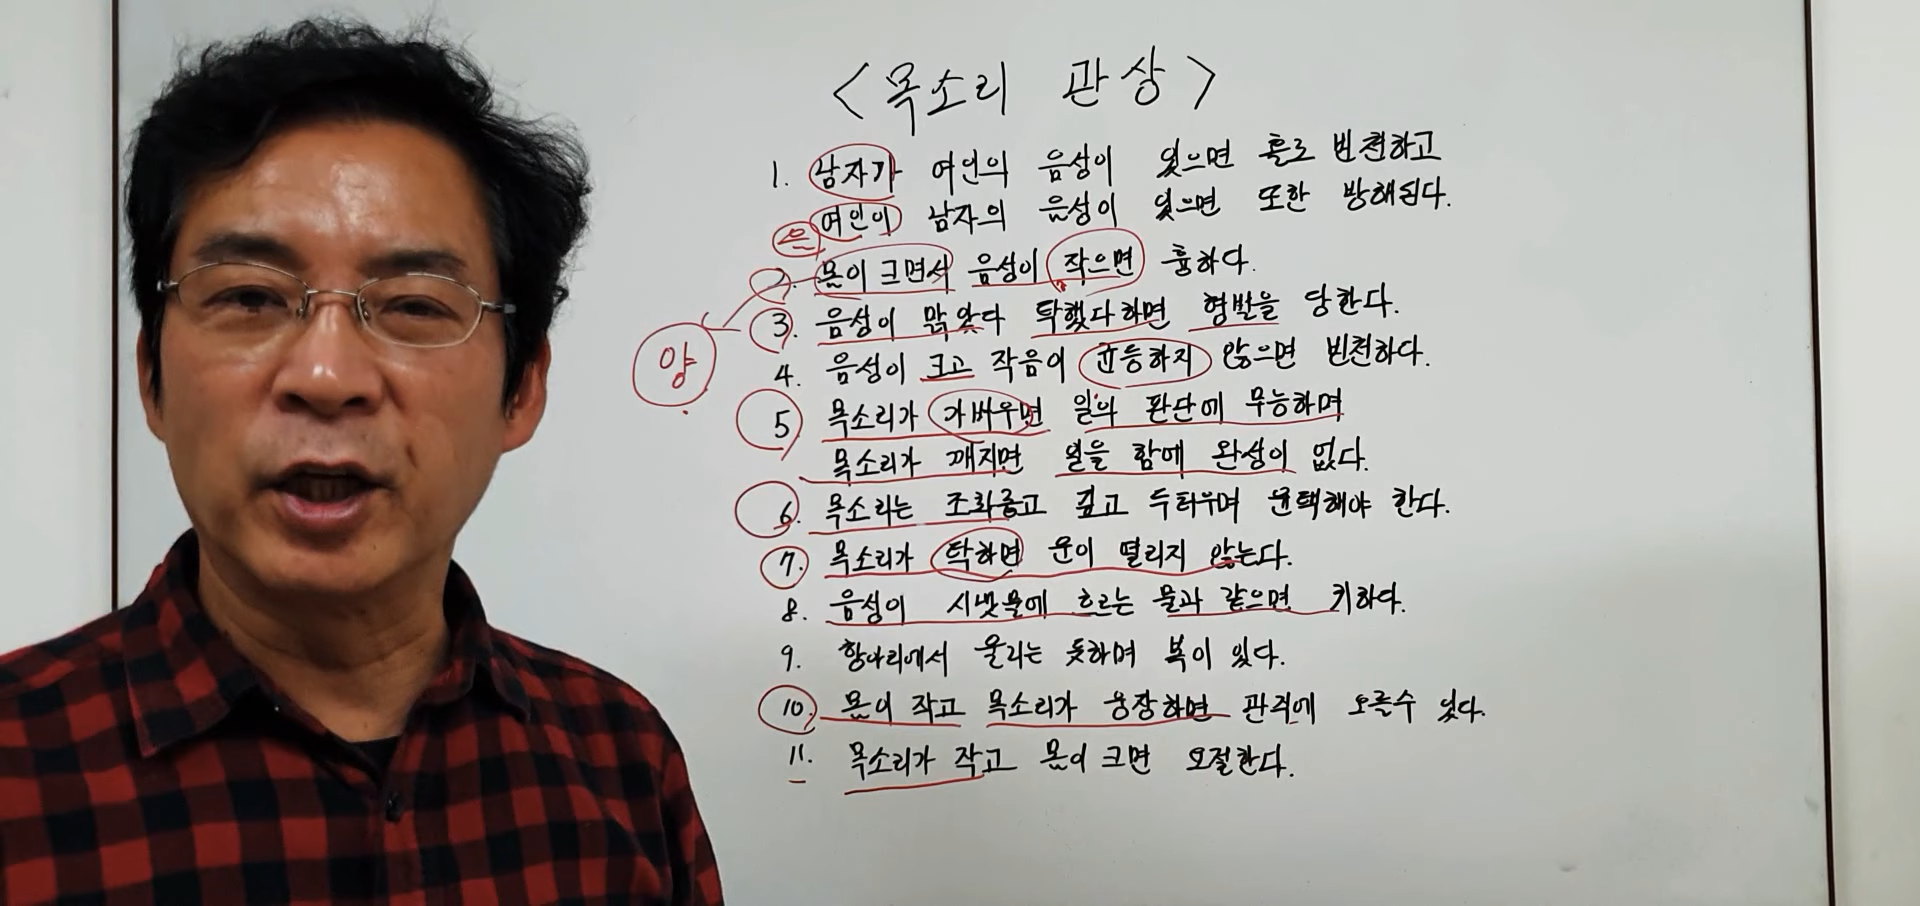 <목소리 관상>
1. 남자가 여인의 음성이 있으면 홀로 빈천하고
여인이 남자의 음성이 있으면 또한 방해된다.
음
2. 몸이 크면서 음성이 작으면 흉하다.
3. 음성이 맑았다 탁했다하면 형벌을 당한다.
양
4. 음성이 크고 작음이 균등하지 않으면 빈천하다.
5 목소리가 가벼우면 일의 판단에 무능하며
목소리가 깨지면 일을 함에 완성이 없다.
6. 목소리는 조화롭고 깊고 두터우며 윤택해야 한다.
7. 목소리가 탁하면 운이 열리지 않는다.
8. 음성이 시냇물에 흐르는 물과 같으면 귀하다.
9. 항아리에서 울리는 듯하며 복이 있다.
10. 몸이 작고 목소리가 웅장하면 관직에 오를수 있다.
11. 목소리가 작고 몸이 크면 요절한다.